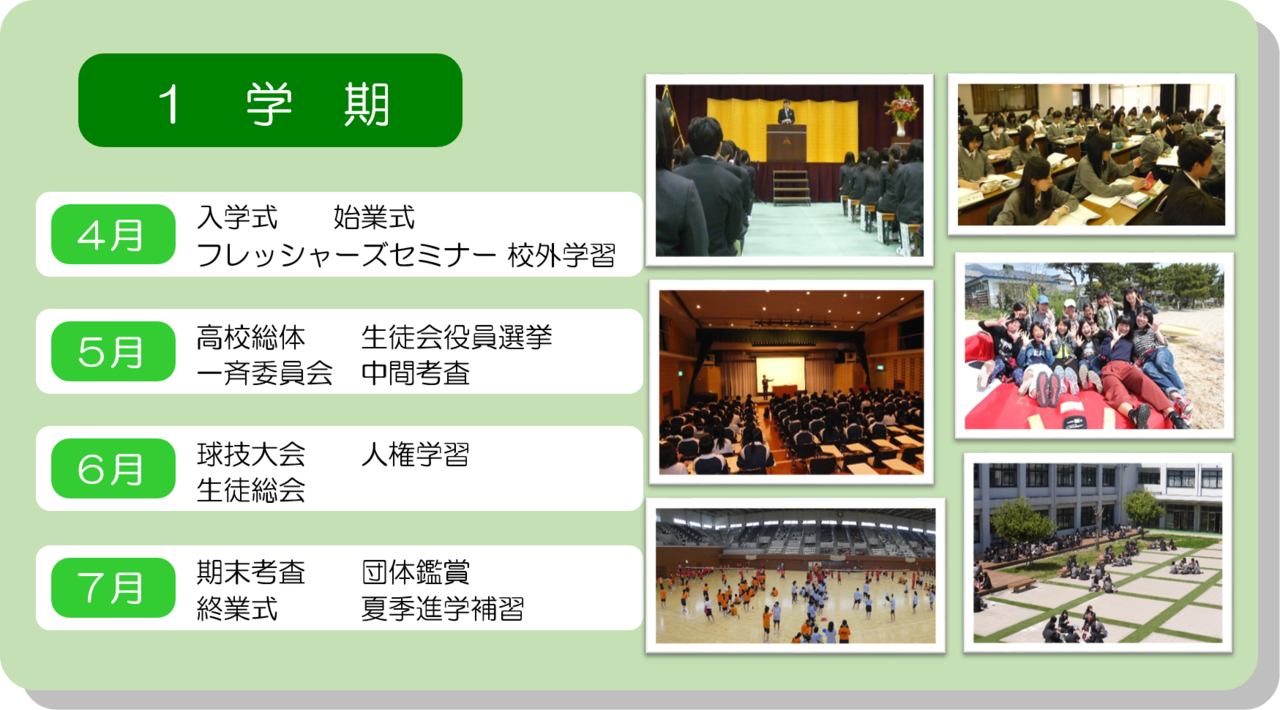 1 学 期
4月
入学式 始業式
フレッシャーズセミナー 校外学習
5月
高校総体 生徒会役員選挙
一斉委員会 中間考査
6月
球技大会 人権学習
生徒総会
7月
期末考査 団体鑑賞
終業式 夏季進学補習